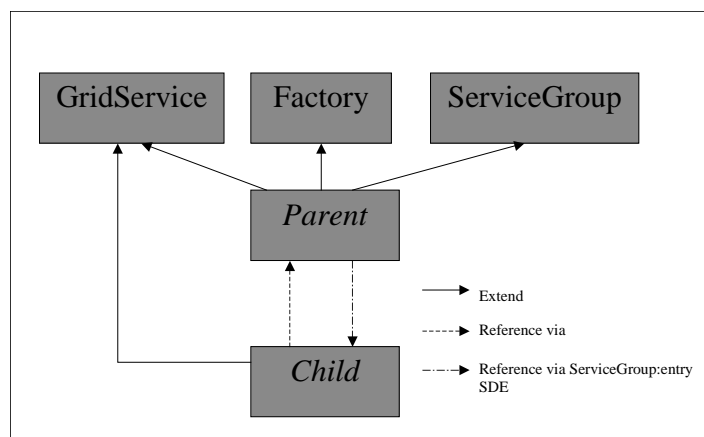 GridService
Factory
ServiceGroup
Parent
Child
Extend
Reference via
Reference via ServiceGroup:entry
SDE